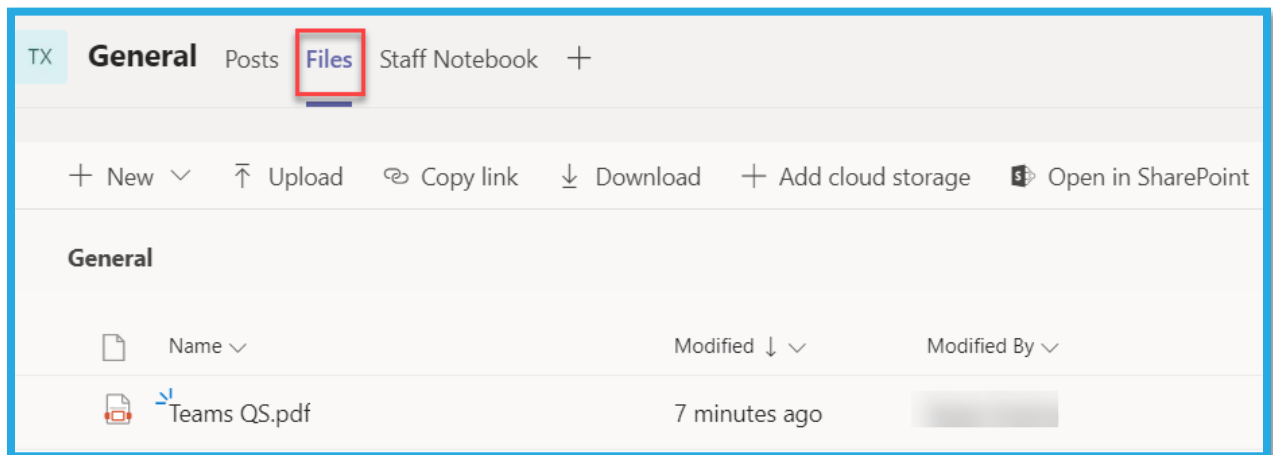 TX General Posts Files Staff Notebook
New Upload Copy link Download Add cloud storage S Open in SharePoint
General
Name Modified Modified By
Teams QS.pdf 7 minutes ago